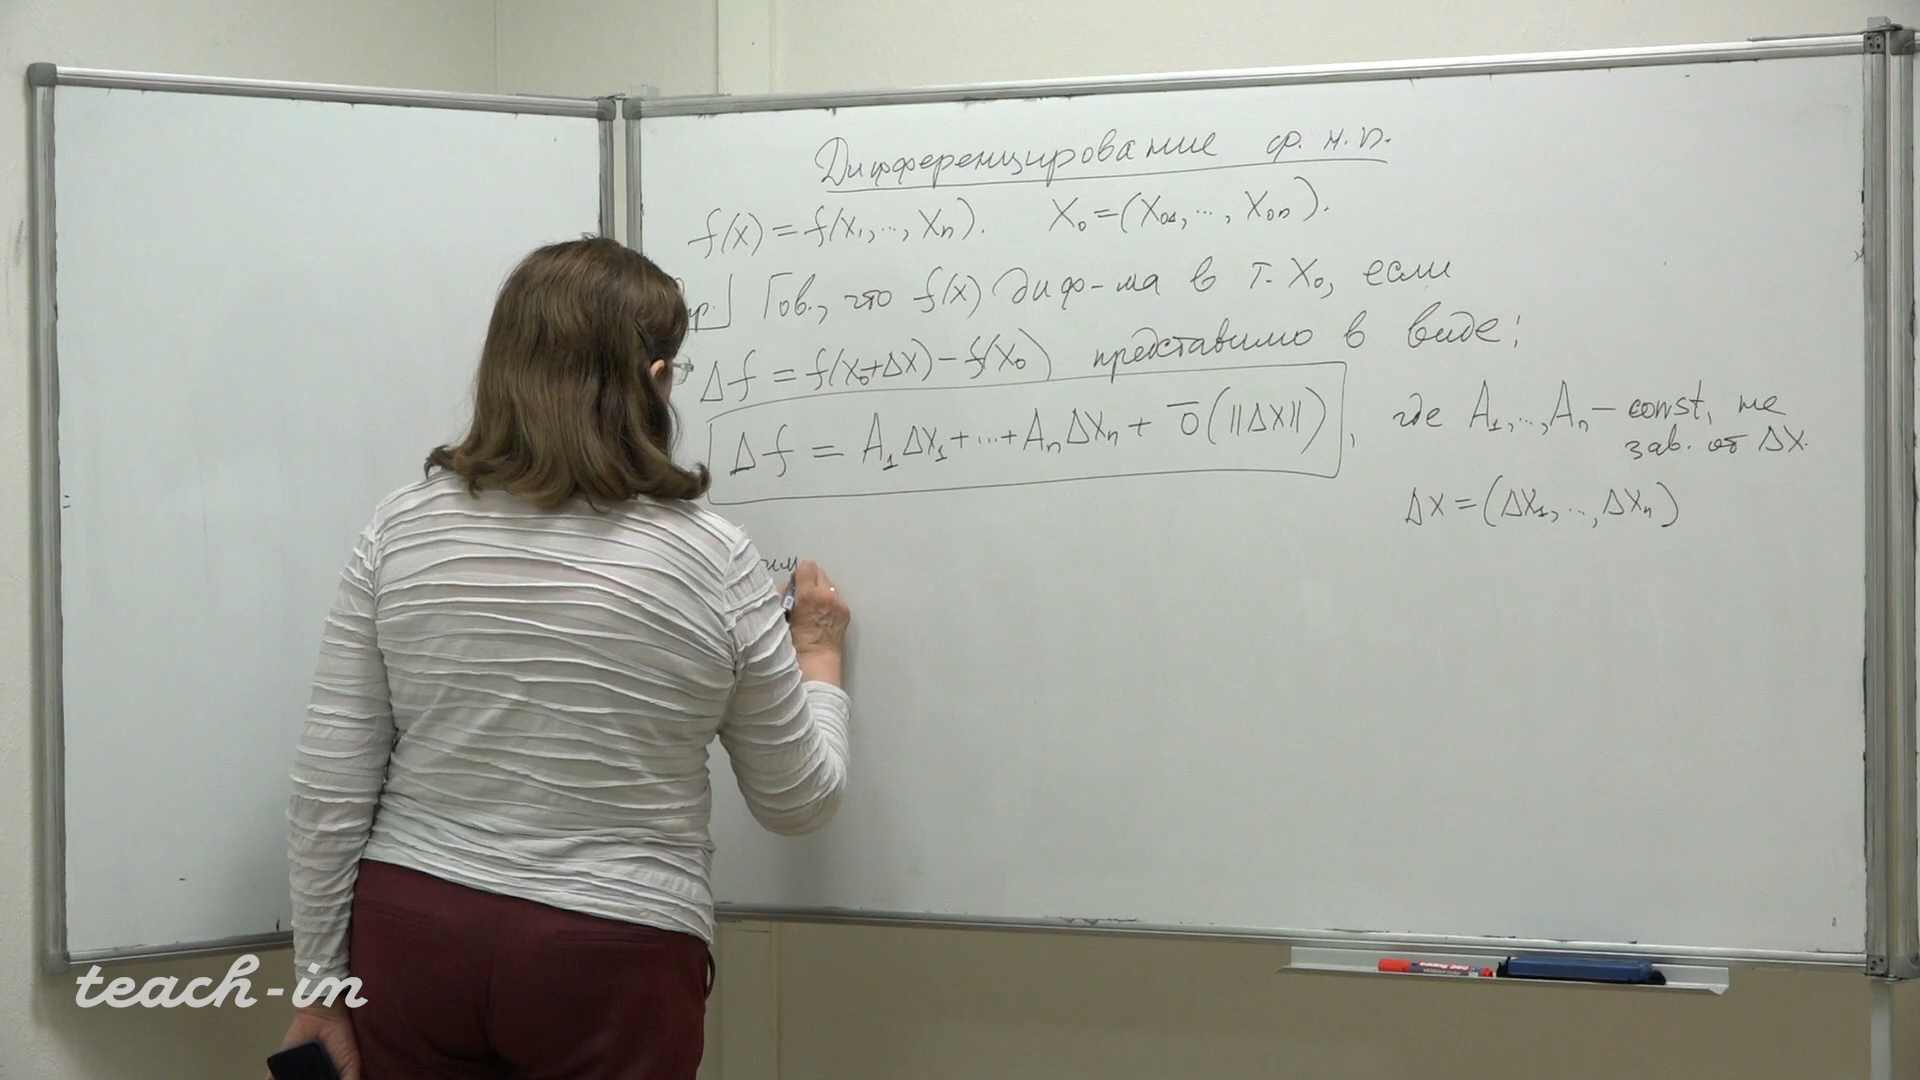 Дифференцирование ф. н. п.
f(x) = f(x₁,..., xₙ). X₀ = (x₀₁, ..., x₀ₙ).
Гов., что f(x) диф-ма в т. X₀, если
Δf = f(x₀+Δx) – f(x₀) представимо в виде:
Δf = A₁Δx₁ + ... + AₙΔxₙ + ō(||Δx||), где A₁,...,Aₙ – const, не
зав. от Δx.
Δx = (Δx₁, ..., Δxₙ)
teach-in